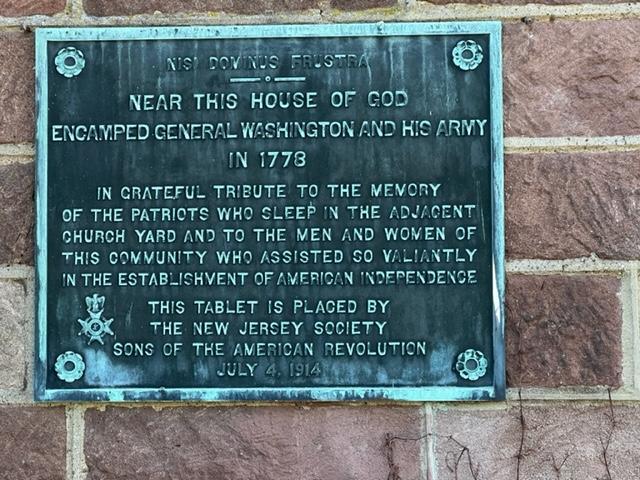 NISI DOMINUS FRUSTRA
NEAR THIS HOUSE OF GOD
ENCAMPED GENERAL WASHINGTON AND HIS ARMY
IN 1778
IN GRATEFUL TRIBUTE TO THE MEMORY
OF THE PATRIOTS WHO SLEEP IN THE ADJACENT
CHURCH YARD AND TO THE MEN AND WOMEN OF
THIS COMMUNITY WHO ASSISTED SO VALIANTLY
IN THE ESTABLISHMENT OF AMERICAN INDEPENDENCE
THIS TABLET IS PLACED BY
THE NEW JERSEY SOCIETY
SONS OF THE AMERICAN REVOLUTION
JULY 4, 1914